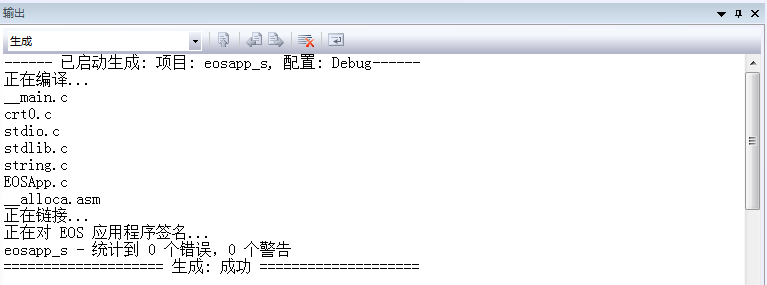 输出
生成
------ 已启动生成: 项目: eosapp_s, 配置: Debug------
正在编译...
__main.c
crt0.c
stdio.c
stdlib.c
string.c
EOSApp.c
__alloca.asm
正在链接...
正在对 EOS 应用程序签名...
eosapp_s - 统计到 0 个错误，0 个警告
==================== 生成: 成功 ====================